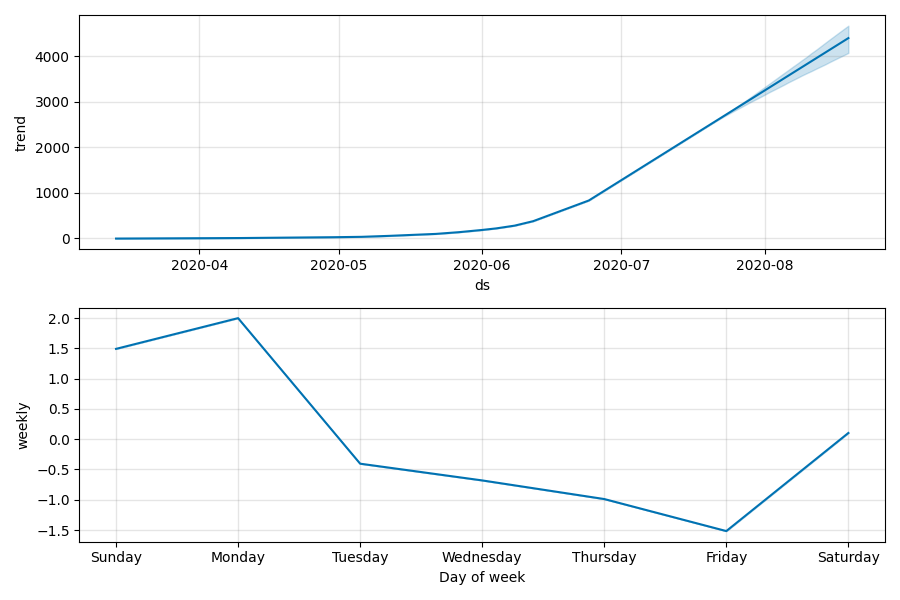 4000
3000
2000
1000
0
trend
2020-04 2020-05 2020-06 2020-07 2020-08
ds
2.0
1.5
1.0
0.5
0.0
−0.5
−1.0
−1.5
weekly
Sunday Monday Tuesday Wednesday Thursday Friday Saturday
Day of week